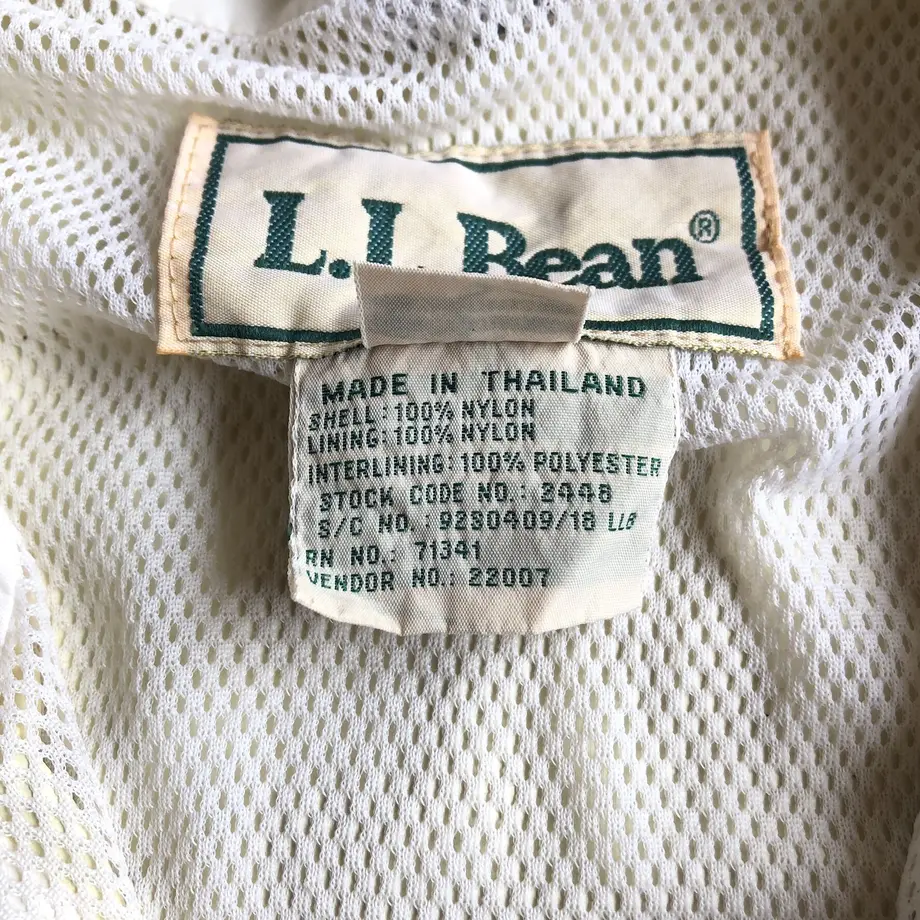 L.L.Bean®
MADE IN THAILAND
SHELL: 100% NYLON
LINING: 100% NYLON
INTERLINING: 100% POLYESTER
STOCK CODE NO.: 2448
S/C NO.: 9230409/18 LLB
RN NO.: 71341
VENDOR NO.: 22007